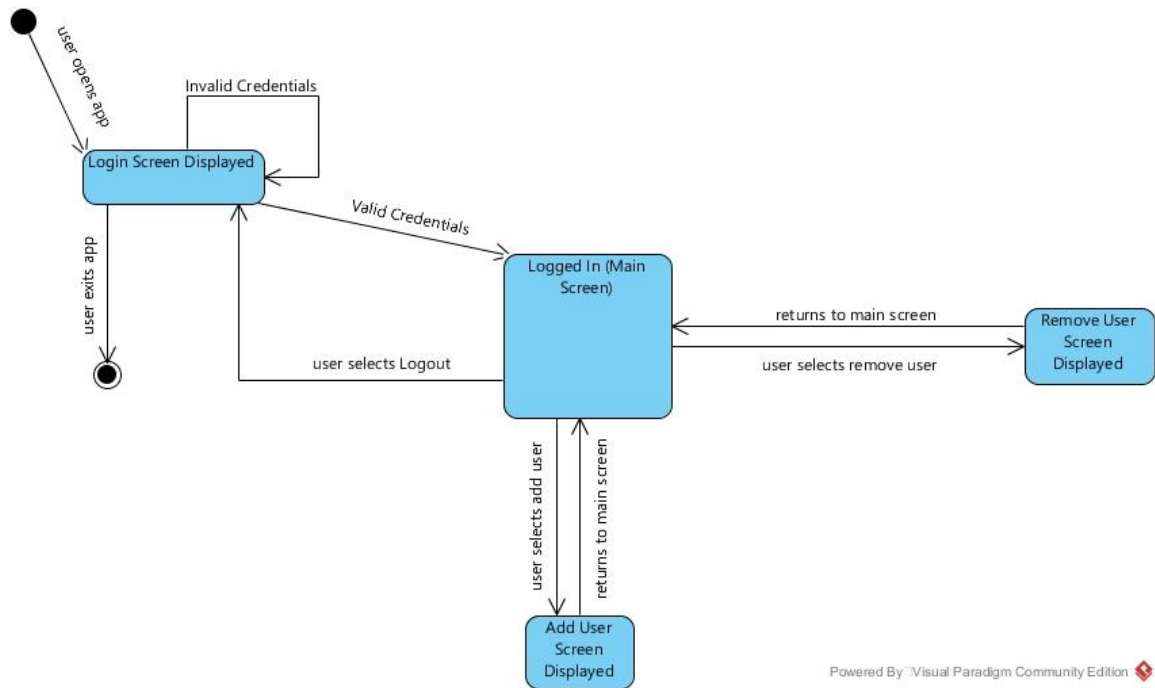 user opens app
Invalid Credentials
Login Screen Displayed
Valid Credentials
user exits app
Logged In (Main
Screen)
returns to main screen
Remove User
Screen
Displayed
user selects Logout
user selects remove user
user selects add user
returns to main screen
Add User
Screen
Displayed
Powered By Visual Paradigm Community Edition